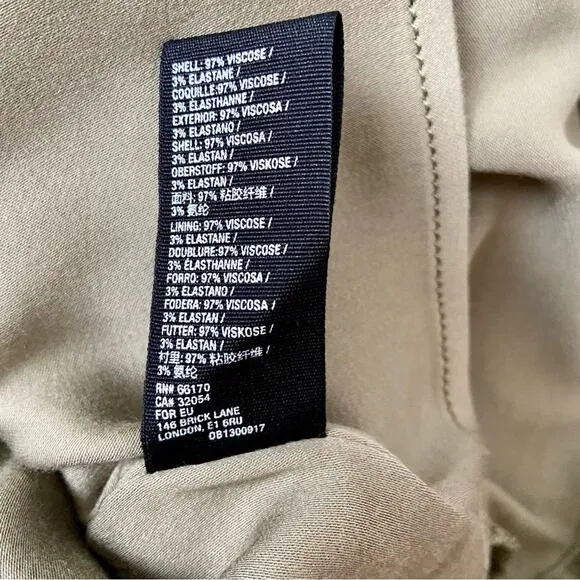 SHELL: 97% VISCOSE /
3% ELASTANE /
COQUILLE: 97% VISCOSE /
3% ÉLASTHANNE /
EXTERIOR: 97% VISCOSA /
3% ELASTANO /
SHELL: 97% VISCOSA /
3% ELASTAN /
OBERSTOFF: 97% VISKOSE /
3% ELASTAN /
面料: 97% 粘胶纤维 /
3% 氨纶
LINING: 97% VISCOSE /
3% ELASTANE /
DOUBLURE: 97% VISCOSE /
3% ÉLASTHANNE /
FORRO: 97% VISCOSA /
3% ELASTANO /
FODERA: 97% VISCOSA /
3% ELASTAN /
FUTTER: 97% VISKOSE /
3% ELASTAN /
衬里: 97% 粘胶纤维 /
3% 氨纶
RN# 66170
CA# 32054
FOR EU
146 BRICK LANE
LONDON, E1 6RU
OB1300917